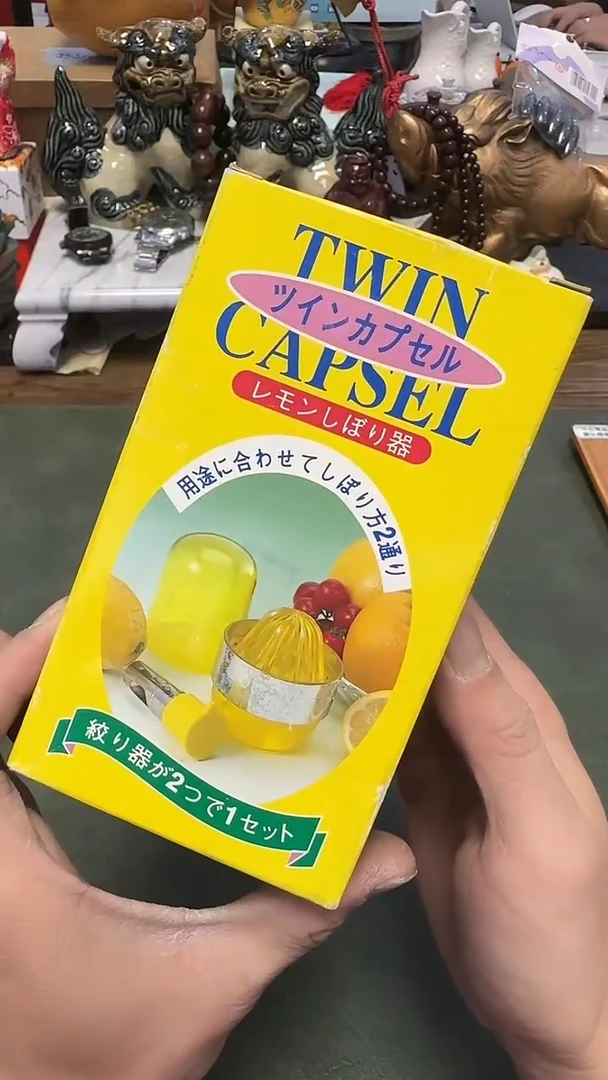 TWIN
ツインカプセル
CAPSEL
レモンしぼり器
用途に合わせてしぼり方2通り
絞り器が2つで1セット